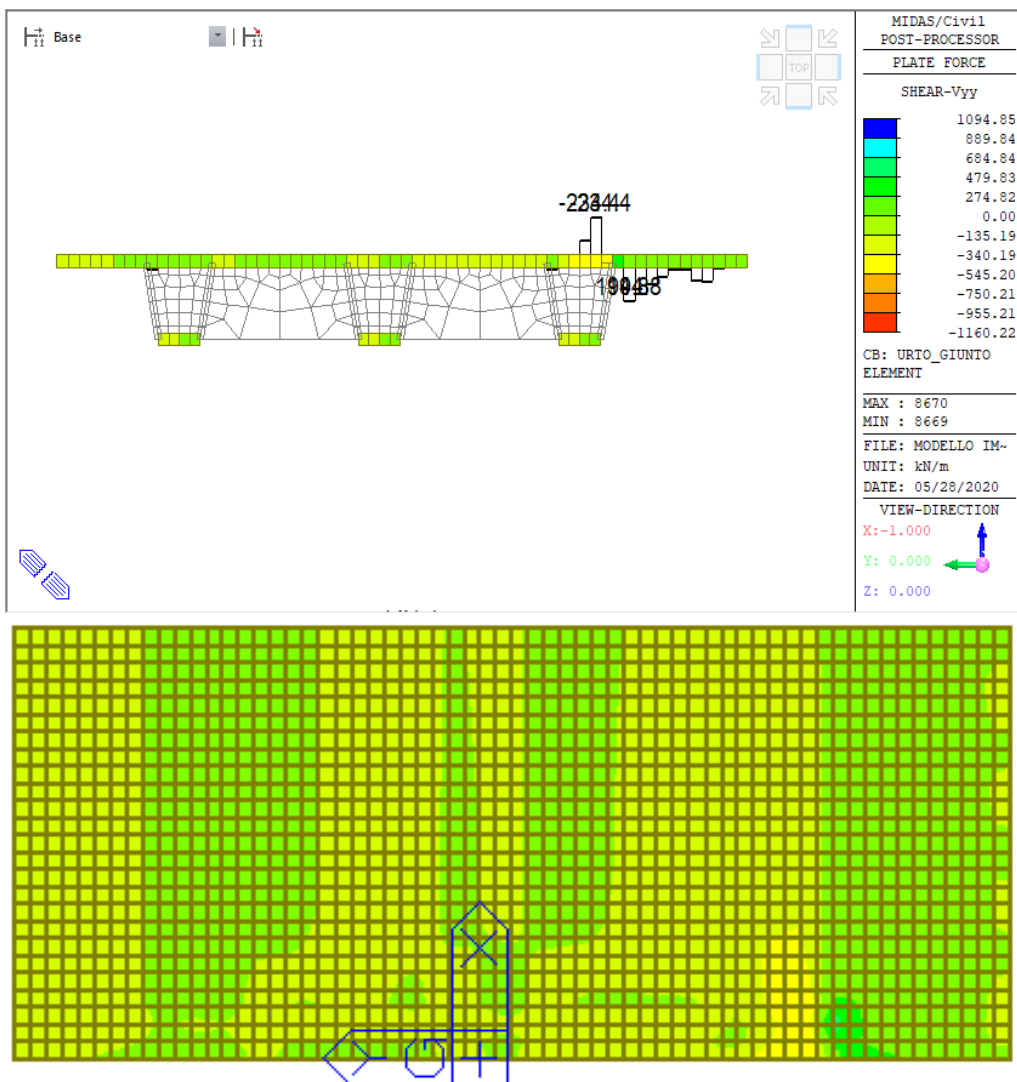 Base
TOP
MIDAS/Civil
POST-PROCESSOR
PLATE FORCE
SHEAR-Vyy
1094.85
889.84
684.84
479.83
274.82
0.00
-135.19
-340.19
-545.20
-750.21
-955.21
-1160.22
CB: URTO_GIUNTO
ELEMENT
MAX : 8670
MIN : 8669
FILE: MODELLO IM~
UNIT: kN/m
DATE: 05/28/2020
VIEW-DIRECTION
X:-1.000
Y: 0.000
Z: 0.000